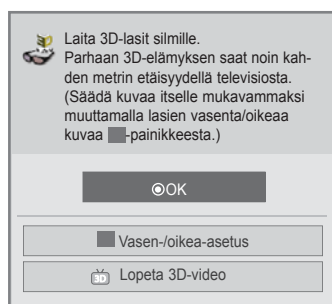 Laita 3D-lasit silmille.
Parhaan 3D-elämyksen saat noin kah-
den metrin etäisyydellä televisiosta.
(Säädä kuvaa itselle mukavammaksi
muuttamalla lasien vasenta/oikeaa
kuvaa -painikkeesta.)
OK
Vasen-/oikea-asetus
3D Lopeta 3D-video